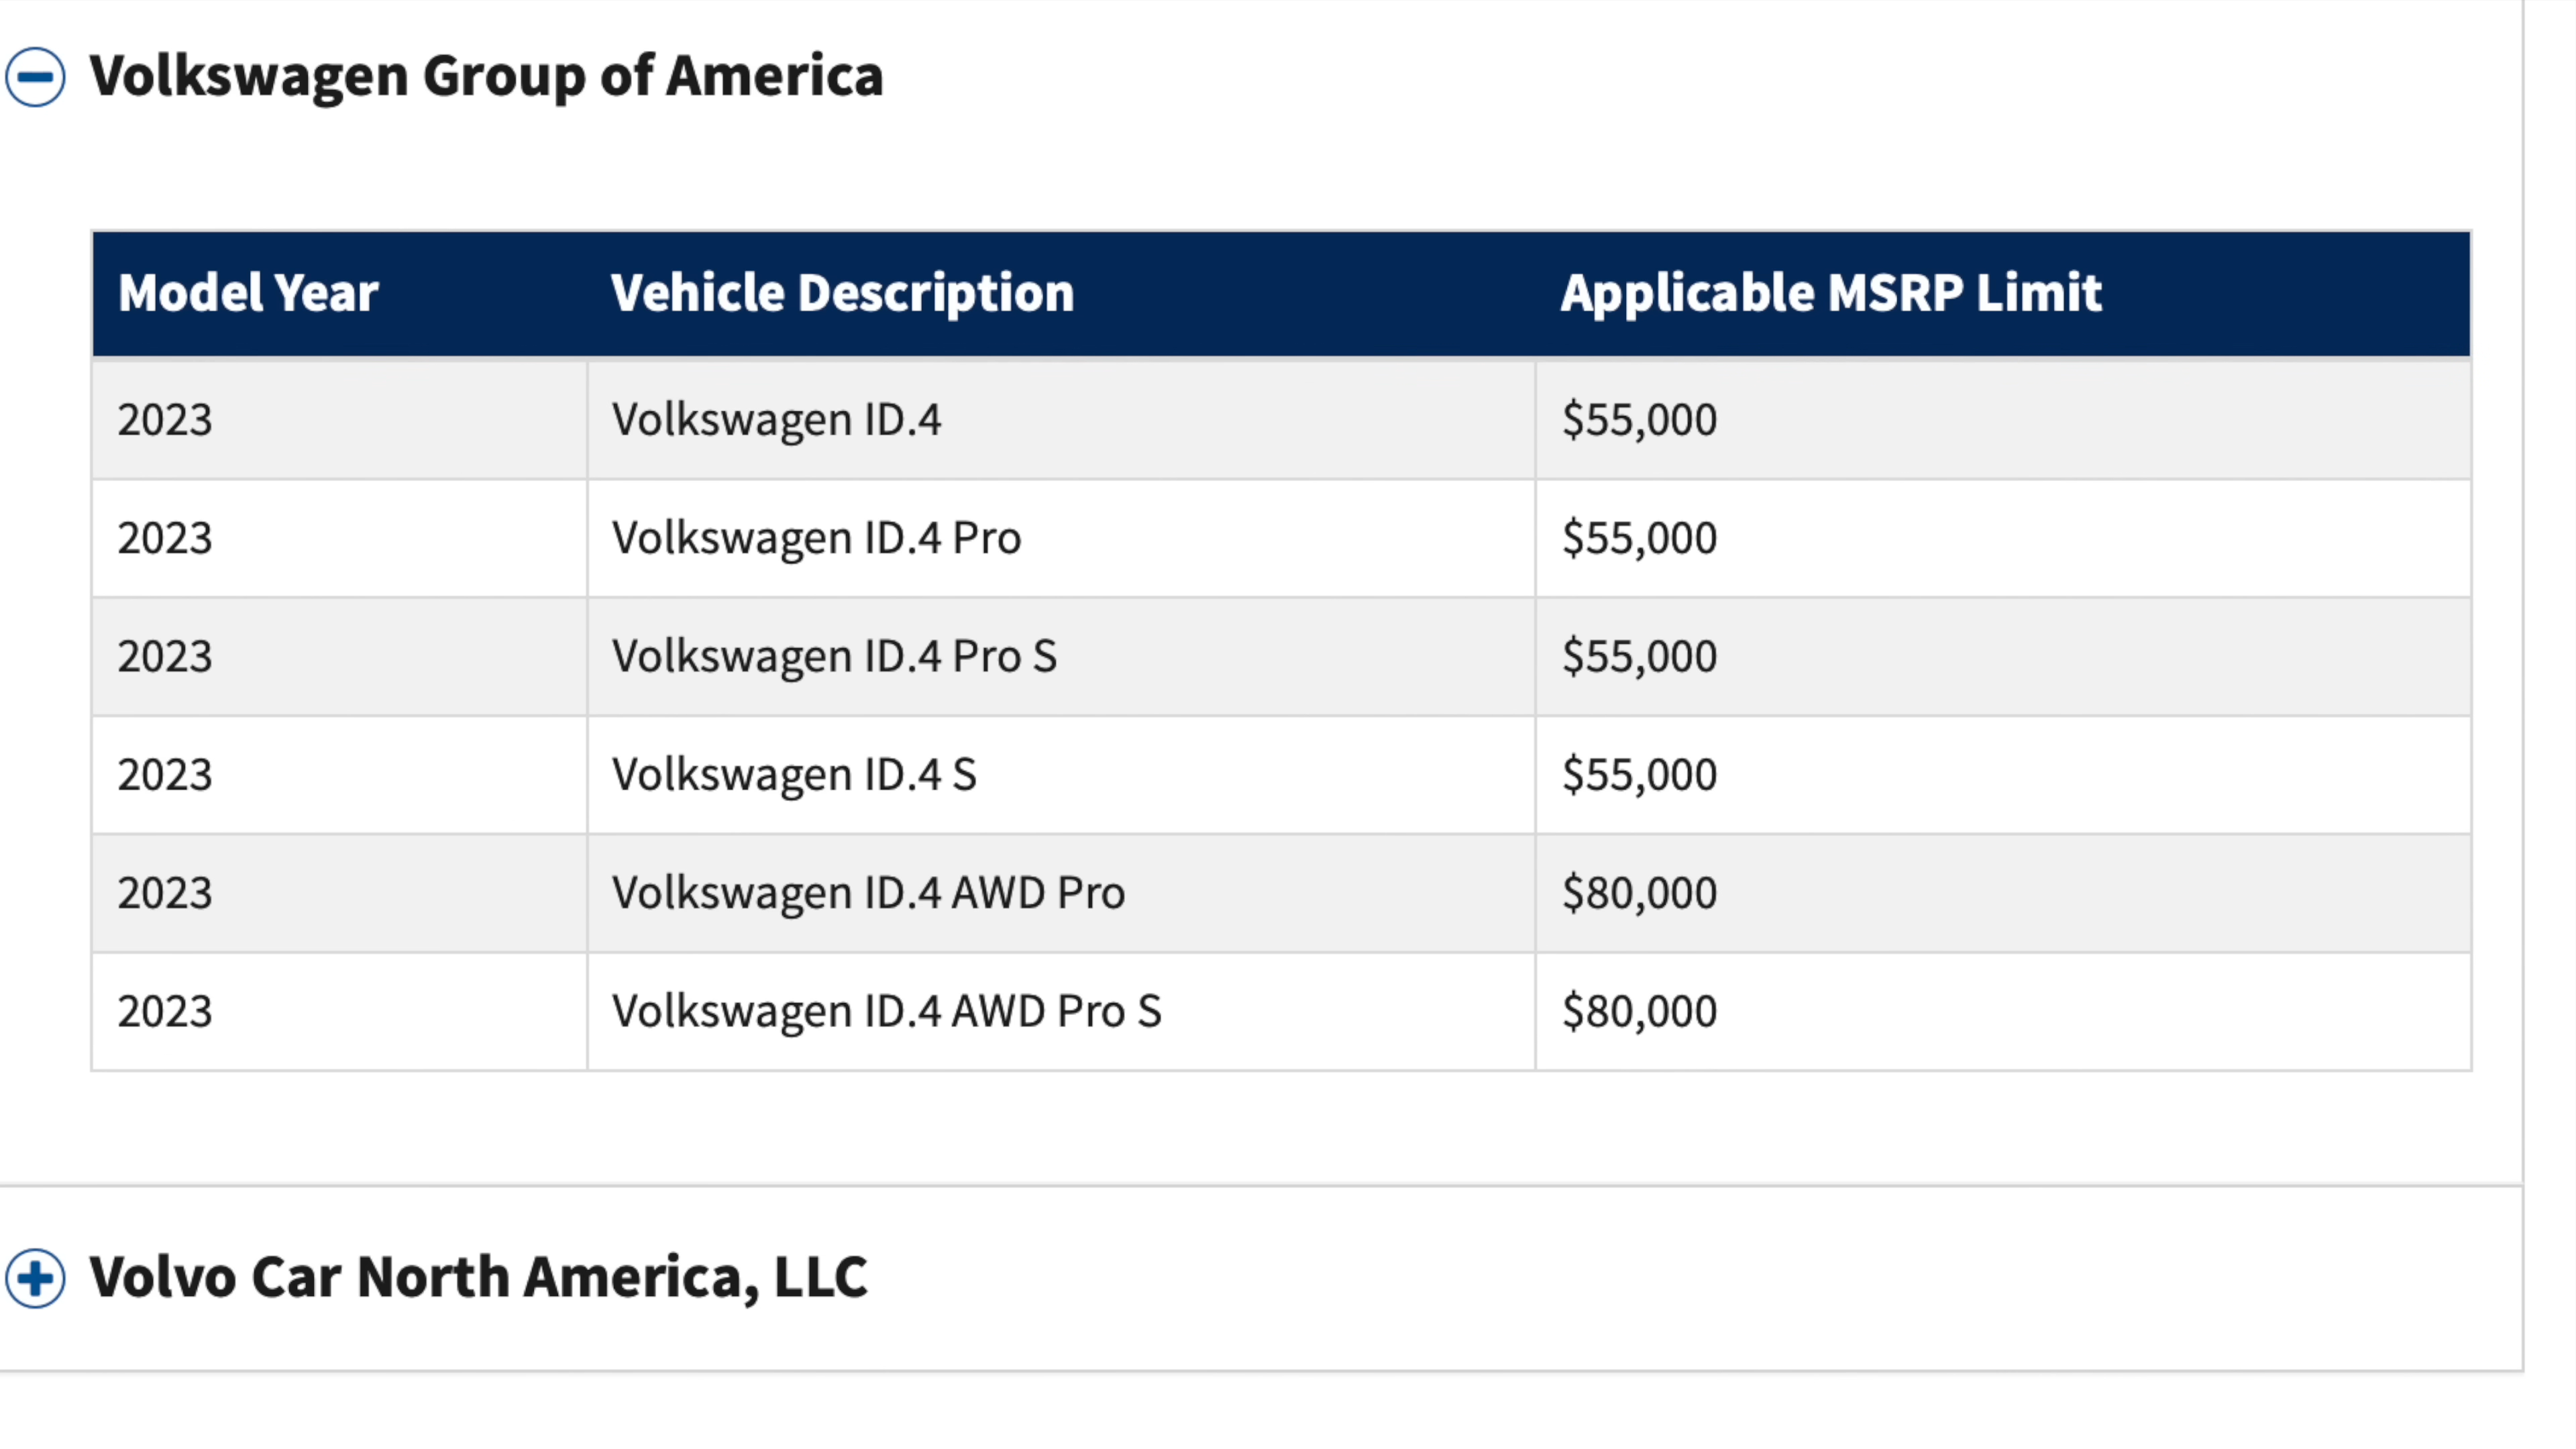 Volkswagen Group of America
Model Year Vehicle Description Applicable MSRP Limit
2023 Volkswagen ID.4 $55,000
2023 Volkswagen ID.4 Pro $55,000
2023 Volkswagen ID.4 Pro S $55,000
2023 Volkswagen ID.4 S $55,000
2023 Volkswagen ID.4 AWD Pro $80,000
2023 Volkswagen ID.4 AWD Pro S $80,000
Volvo Car North America, LLC